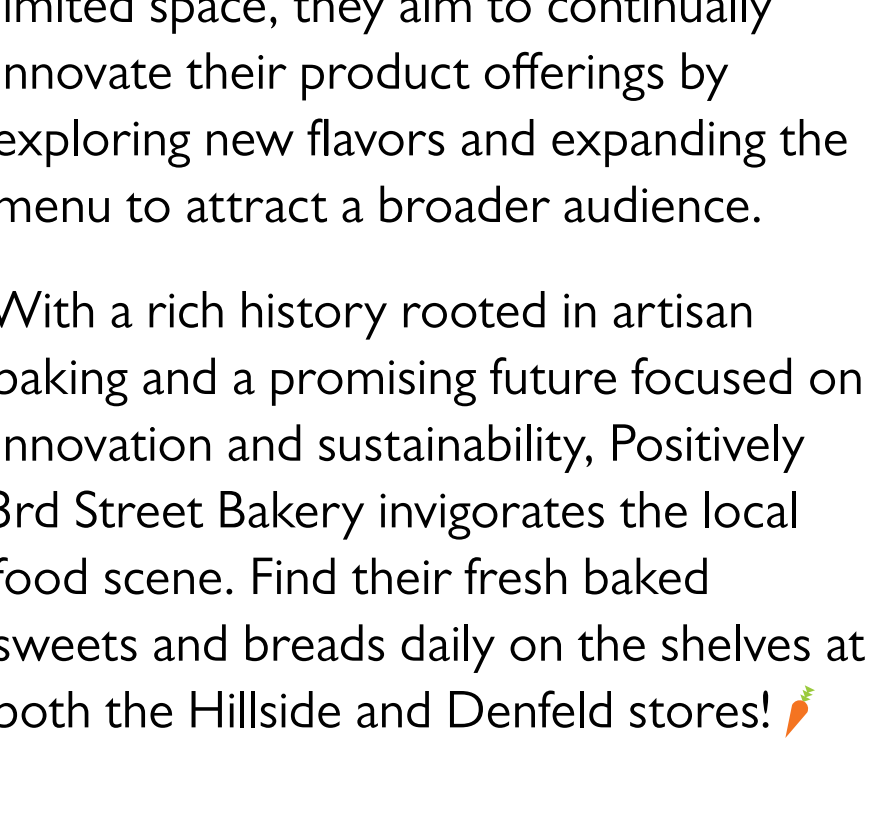 limited space, they aim to continually
innovate their product offerings by
exploring new flavors and expanding the
menu to attract a broader audience.
With a rich history rooted in artisan
baking and a promising future focused on
innovation and sustainability, Positively
3rd Street Bakery invigorates the local
food scene. Find their fresh baked
sweets and breads daily on the shelves at
both the Hillside and Denfeld stores!